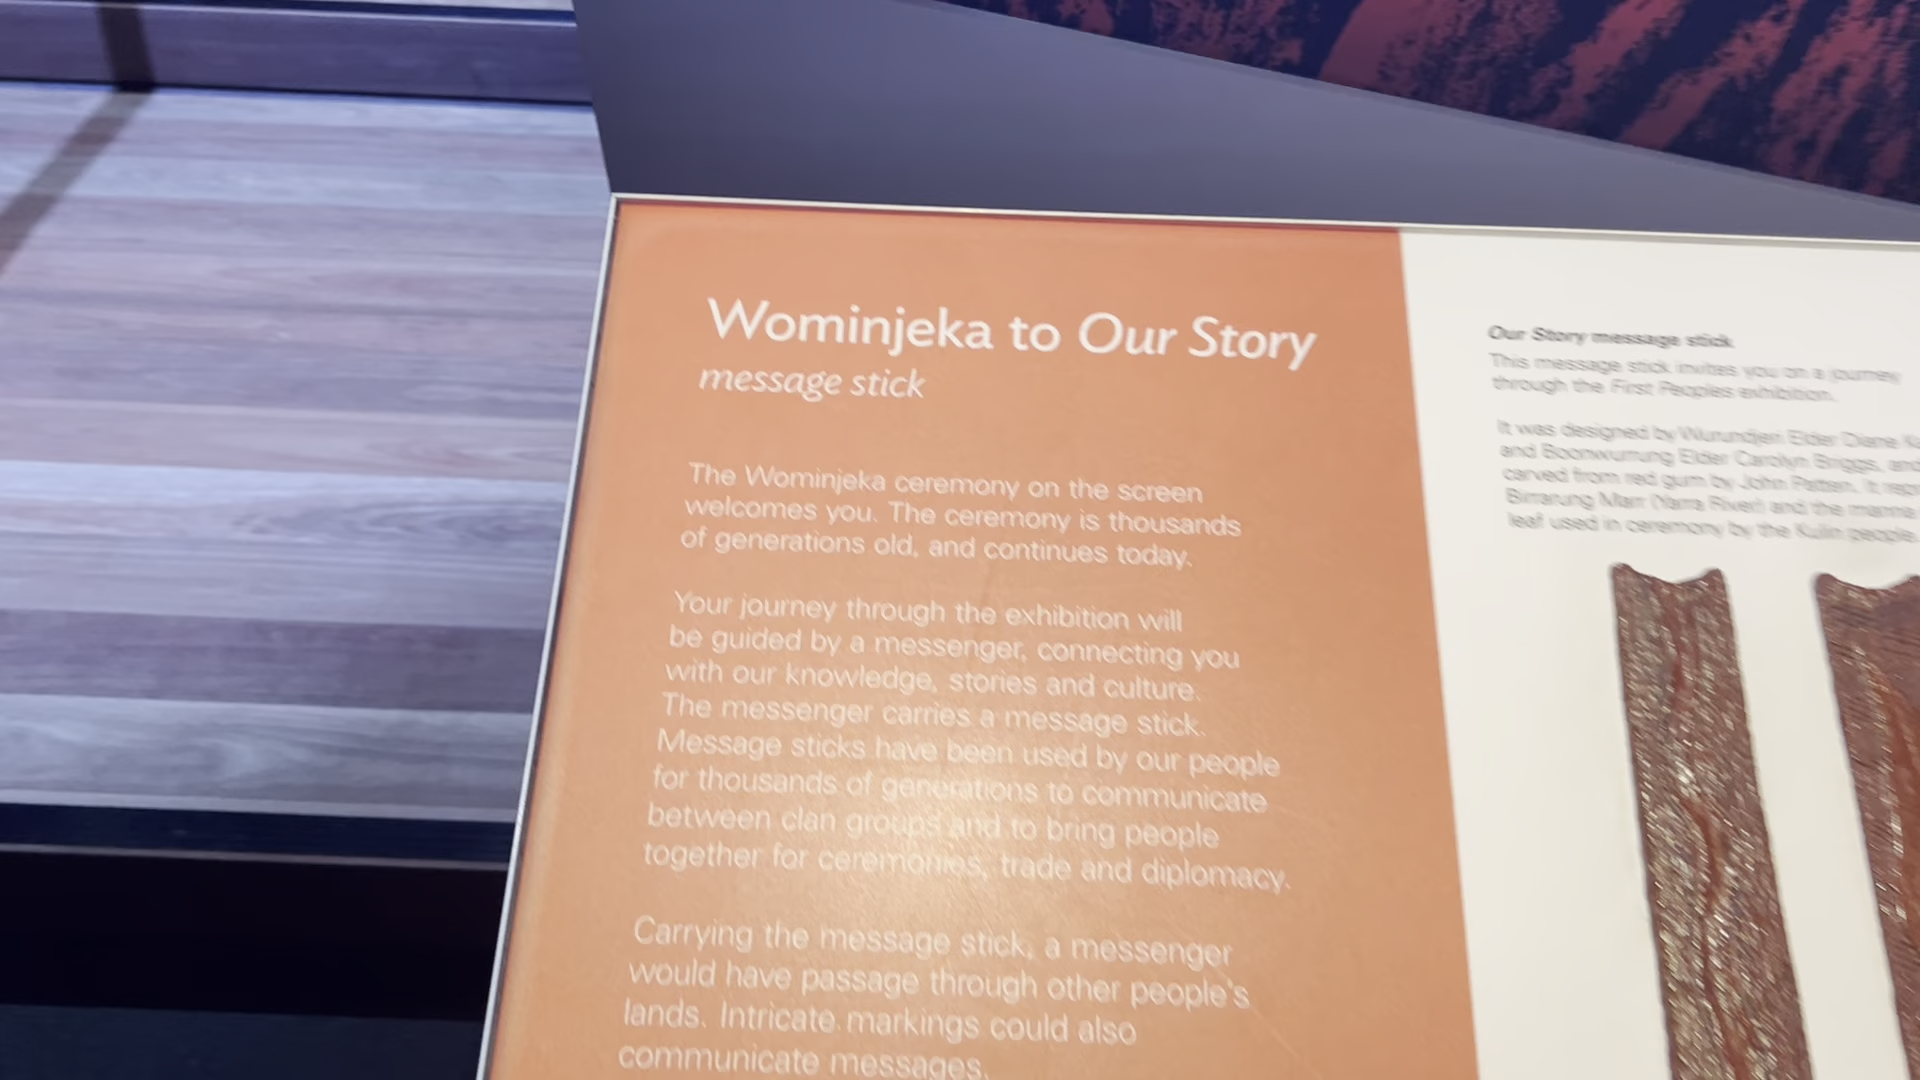 Wominjeka to Our Story
message stick
The Wominjeka ceremony on the screen
welcomes you. The ceremony is thousands
of generations old, and continues today.
Your journey through the exhibition will
be guided by a messenger, connecting you
with our knowledge, stories and culture.
The messenger carries a message stick.
Message sticks have been used by our people
for thousands of generations to communicate
between clan groups and to bring people
together for ceremonies, trade and diplomacy.
Carrying the message stick, a messenger
would have passage through other people's
lands. Intricate markings could also
communicate messages.
Our Story message stick
This message stick invites you on a journey
through the First Peoples exhibition.
It was designed by Wurundjeri Elder Diane
and Boonwurrung Elder Carolyn Briggs, and
carved from red gum by John Patten. It
Birrarung Marr (Yarra River) and the manna
leaf used in ceremony by the Kulin people.